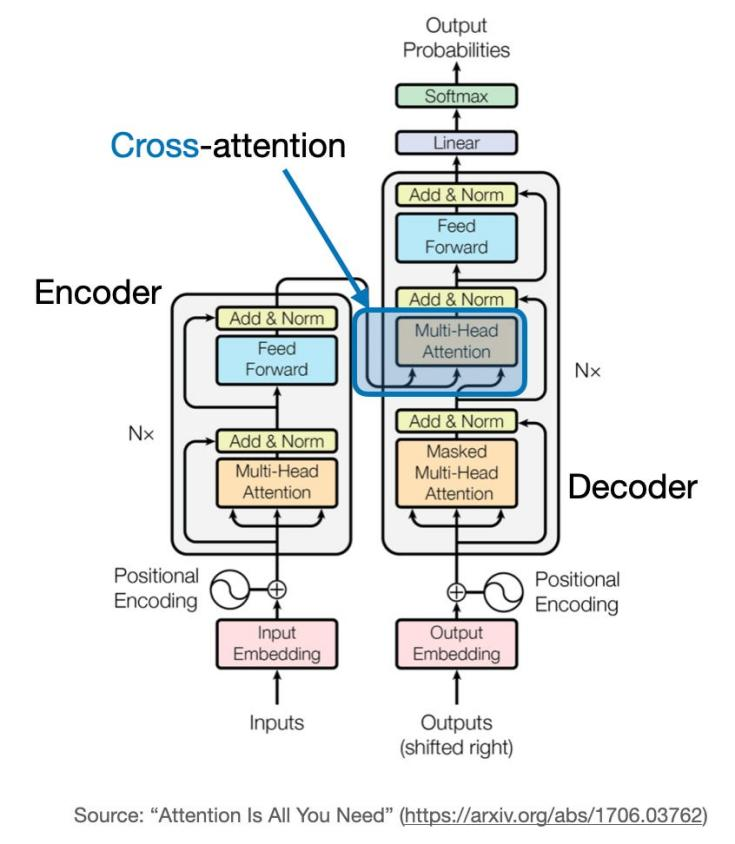 Output
Probabilities
Softmax
Linear
Cross-attention
Add & Norm
Feed
Forward
Encoder
Add & Norm
Multi-Head
Attention
Nx
Add & Norm
Feed
Forward
Nx
Add & Norm
Multi-Head
Attention
Add & Norm
Masked
Multi-Head
Attention
Decoder
Positional
Encoding
Positional
Encoding
Input
Embedding
Output
Embedding
Inputs
Outputs
(shifted right)
Source: “Attention Is All You Need” (https://arxiv.org/abs/1706.03762)